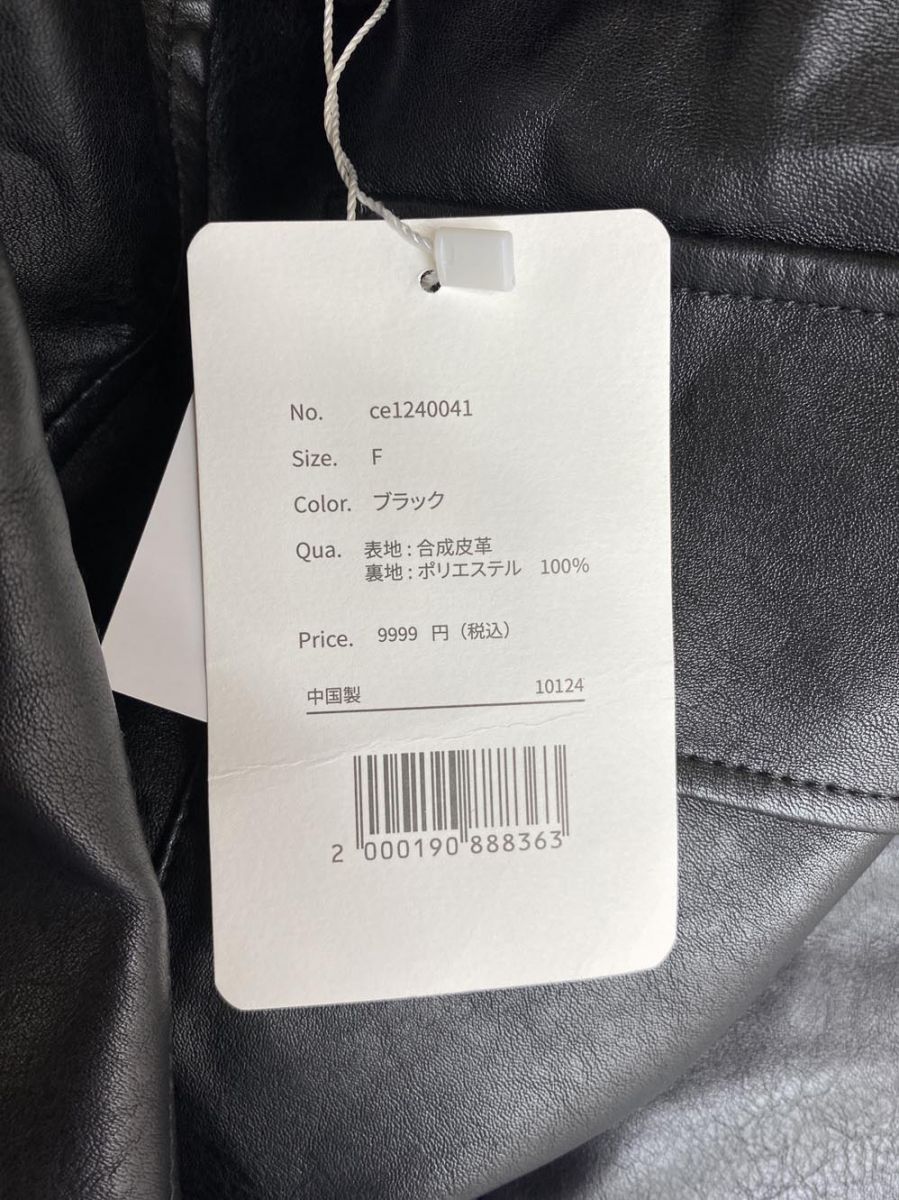 No. ce1240041
Size. F
Color. ブラック
Qua. 表地 : 合成皮革
裏地 : ポリエステル 100%
Price. 9999 円（税込）
中国製 10124
2 000190 888363